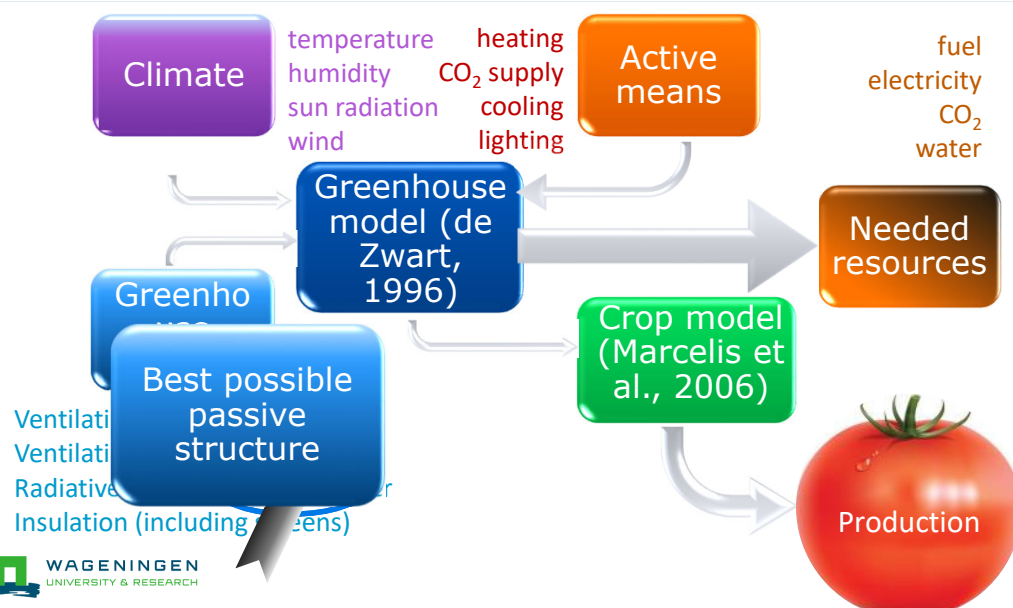 Climate
temperature
humidity
sun radiation
wind
heating
CO₂ supply
cooling
lighting
Active
means
fuel
electricity
CO₂
water
Greenhouse
model (de
Zwart,
1996)
Needed
resources
Greenho
Best possible
passive
structure
Crop model
(Marcelis et
al., 2006)
Ventilati
Ventilati
Radiative
Insulation (including
Production
WAGENINGEN
UNIVERSITY & RESEARCH